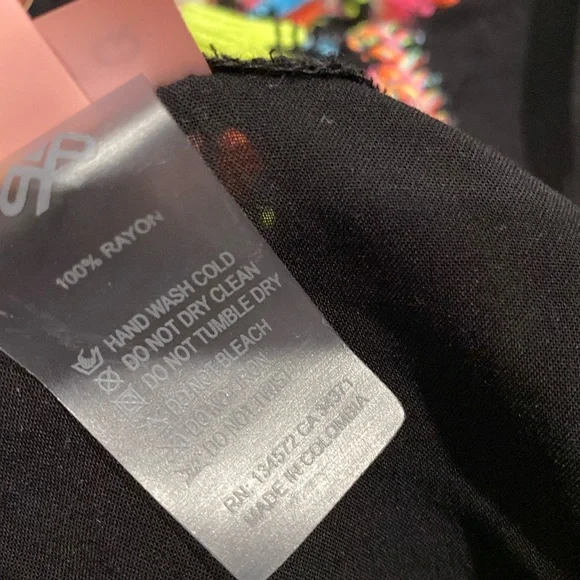 100% RAYON
HAND WASH COLD
DO NOT DRY CLEAN
DO NOT TUMBLE DRY
DO NOT BLEACH
DO NOT IRON
DO NOT TWIST
RN: 134572 CA
MADE IN COLOMBIA